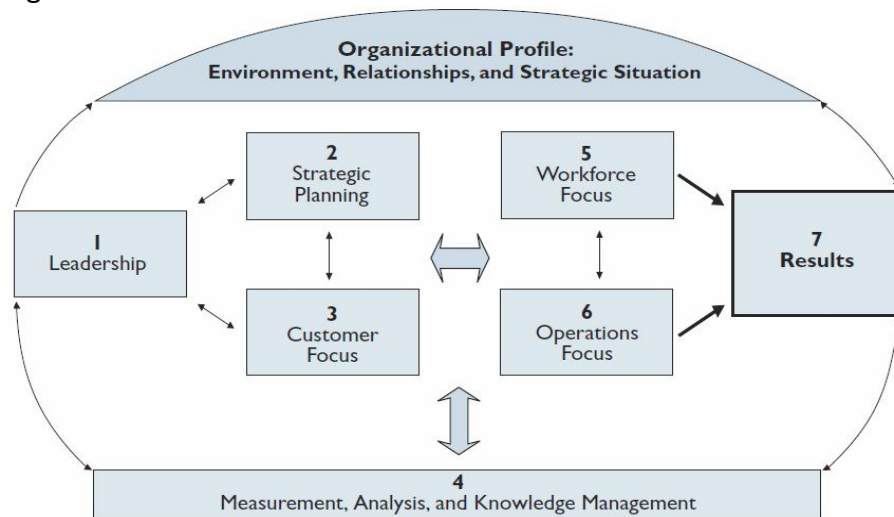 Organizational Profile:
Environment, Relationships, and Strategic Situation
2
Strategic
Planning
5
Workforce
Focus
1
Leadership
7
Results
3
Customer
Focus
6
Operations
Focus
4
Measurement, Analysis, and Knowledge Management